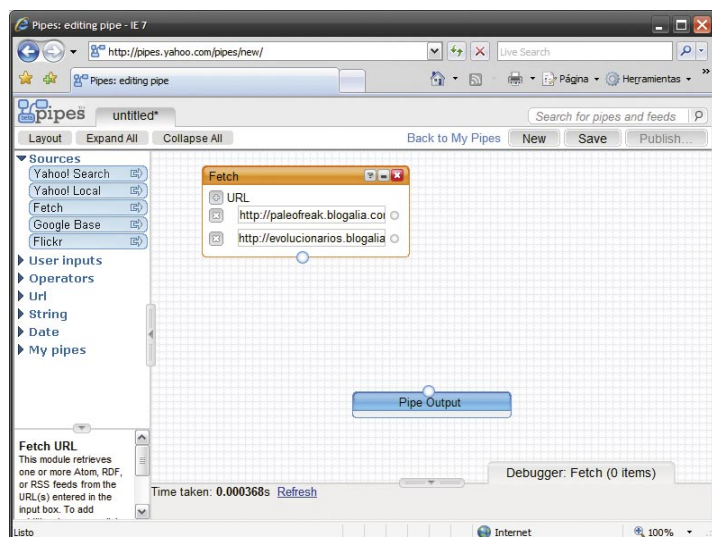 Pipes: editing pipe - IE 7
http://pipes.yahoo.com/pipes/new/
Live Search
Pipes: editing pipe
Página
Herramientas
pipes
beta
untitled*
Search for pipes and feeds
Layout
Expand All
Collapse All
Back to My Pipes
New
Save
Publish...
Sources
Yahoo! Search
Yahoo! Local
Fetch
Google Base
Flickr
User inputs
Operators
Url
String
Date
My pipes
Fetch
URL
http://paleofreak.blogalia.co
http://evolucionarios.blogalia
Pipe Output
Fetch URL
This module retrieves
one or more Atom, RDF,
or RSS feeds from the
URL(s) entered in the
input box. To add
Debugger: Fetch (0 items)
Time taken: 0.000368s Refresh
Listo
Internet
100%